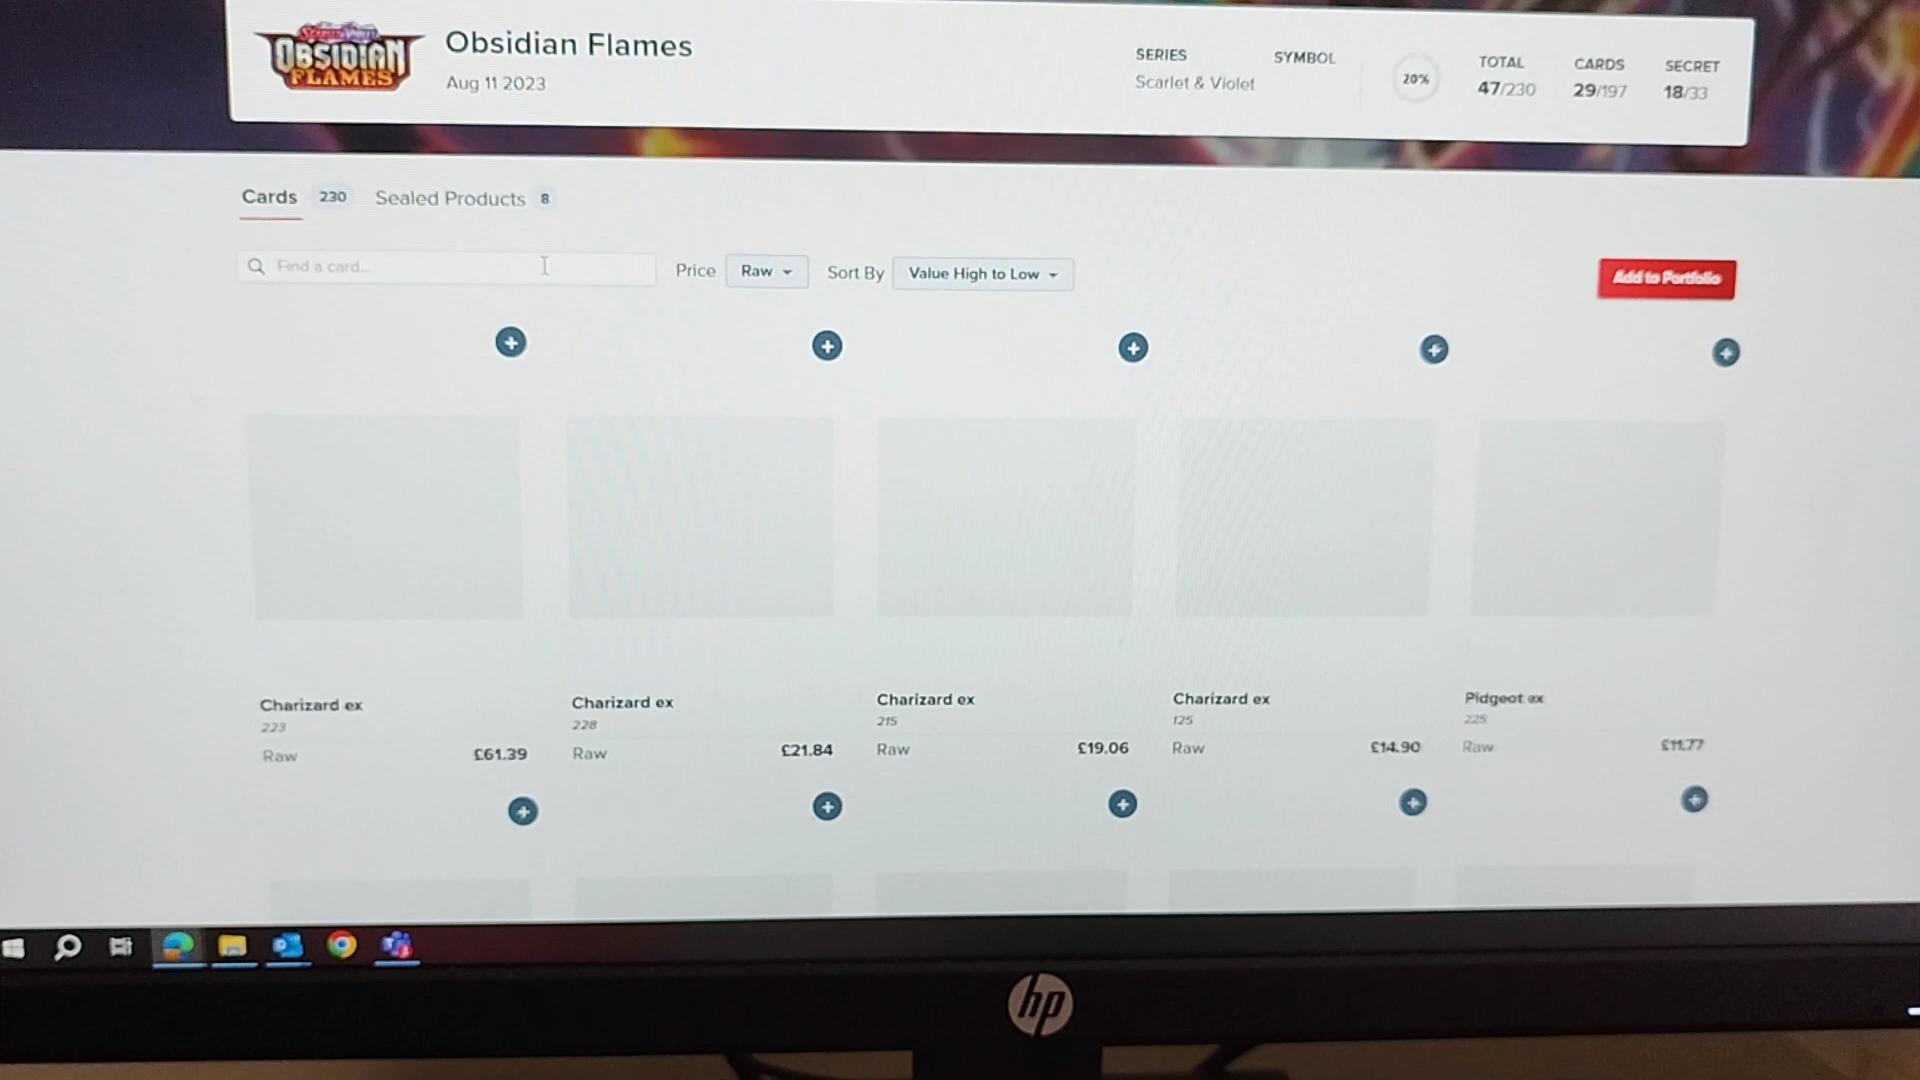 OBSIDIAN
FLAMES
Obsidian Flames
Aug 11 2023
SERIES
Scarlet & Violet
SYMBOL
20%
TOTAL
47/230
CARDS
29/197
SECRET
18/33
Cards 230 Sealed Products 8
Find a card...
Price Raw Sort By Value High to Low
Add to Portfolio
Charizard ex
223
Raw £61.39
Charizard ex
228
Raw £21.84
Charizard ex
215
Raw £19.06
Charizard ex
125
Raw £14.90
Pidgeot ex
225
Raw £11.77
hp